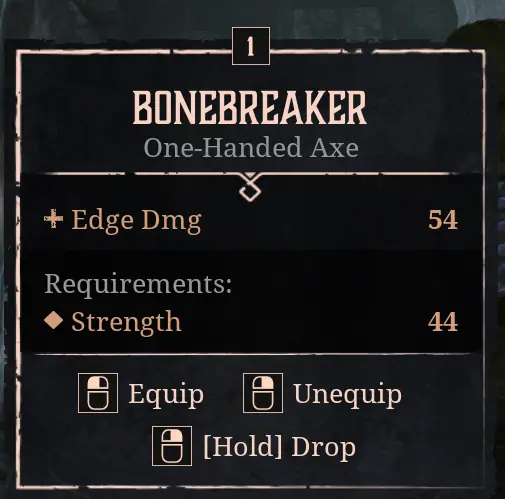 1
BONEBREAKER
One-Handed Axe
Edge Dmg 54
Requirements:
Strength 44
Equip Unequip
[Hold] Drop